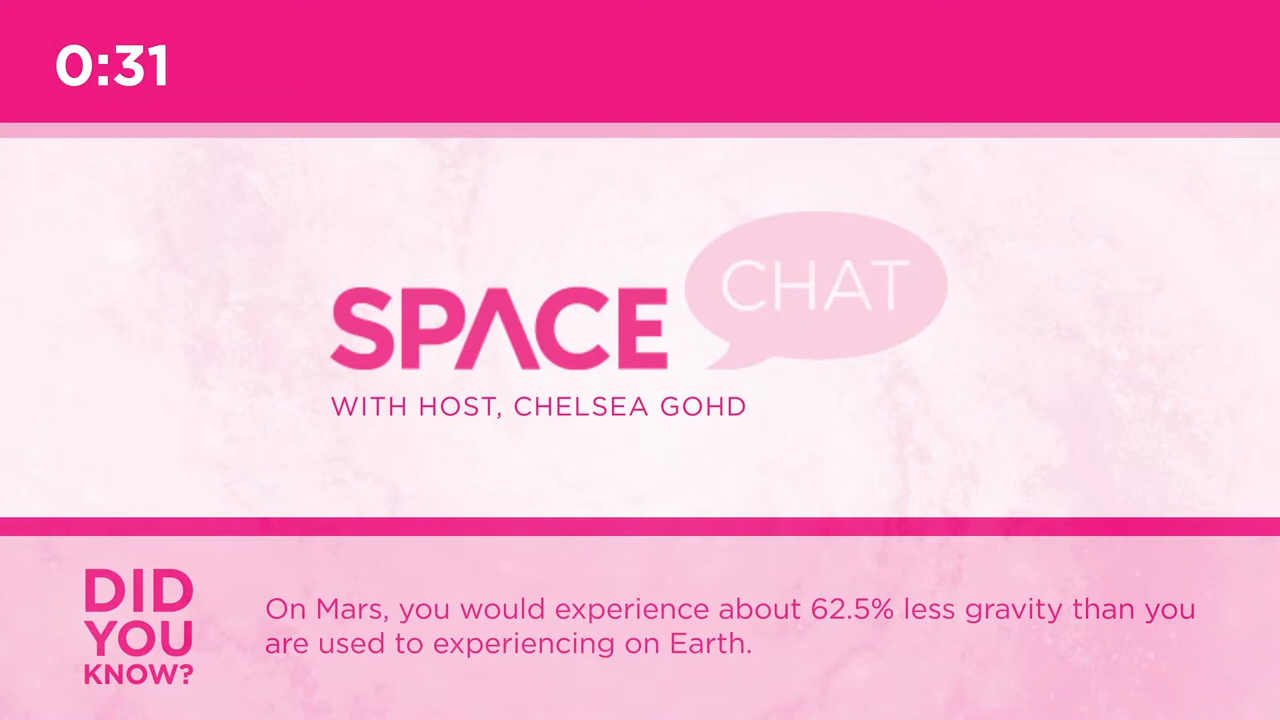 0:31
SPACE CHAT
WITH HOST, CHELSEA GOHD
DID
YOU
KNOW?
On Mars, you would experience about 62.5% less gravity than you
are used to experiencing on Earth.